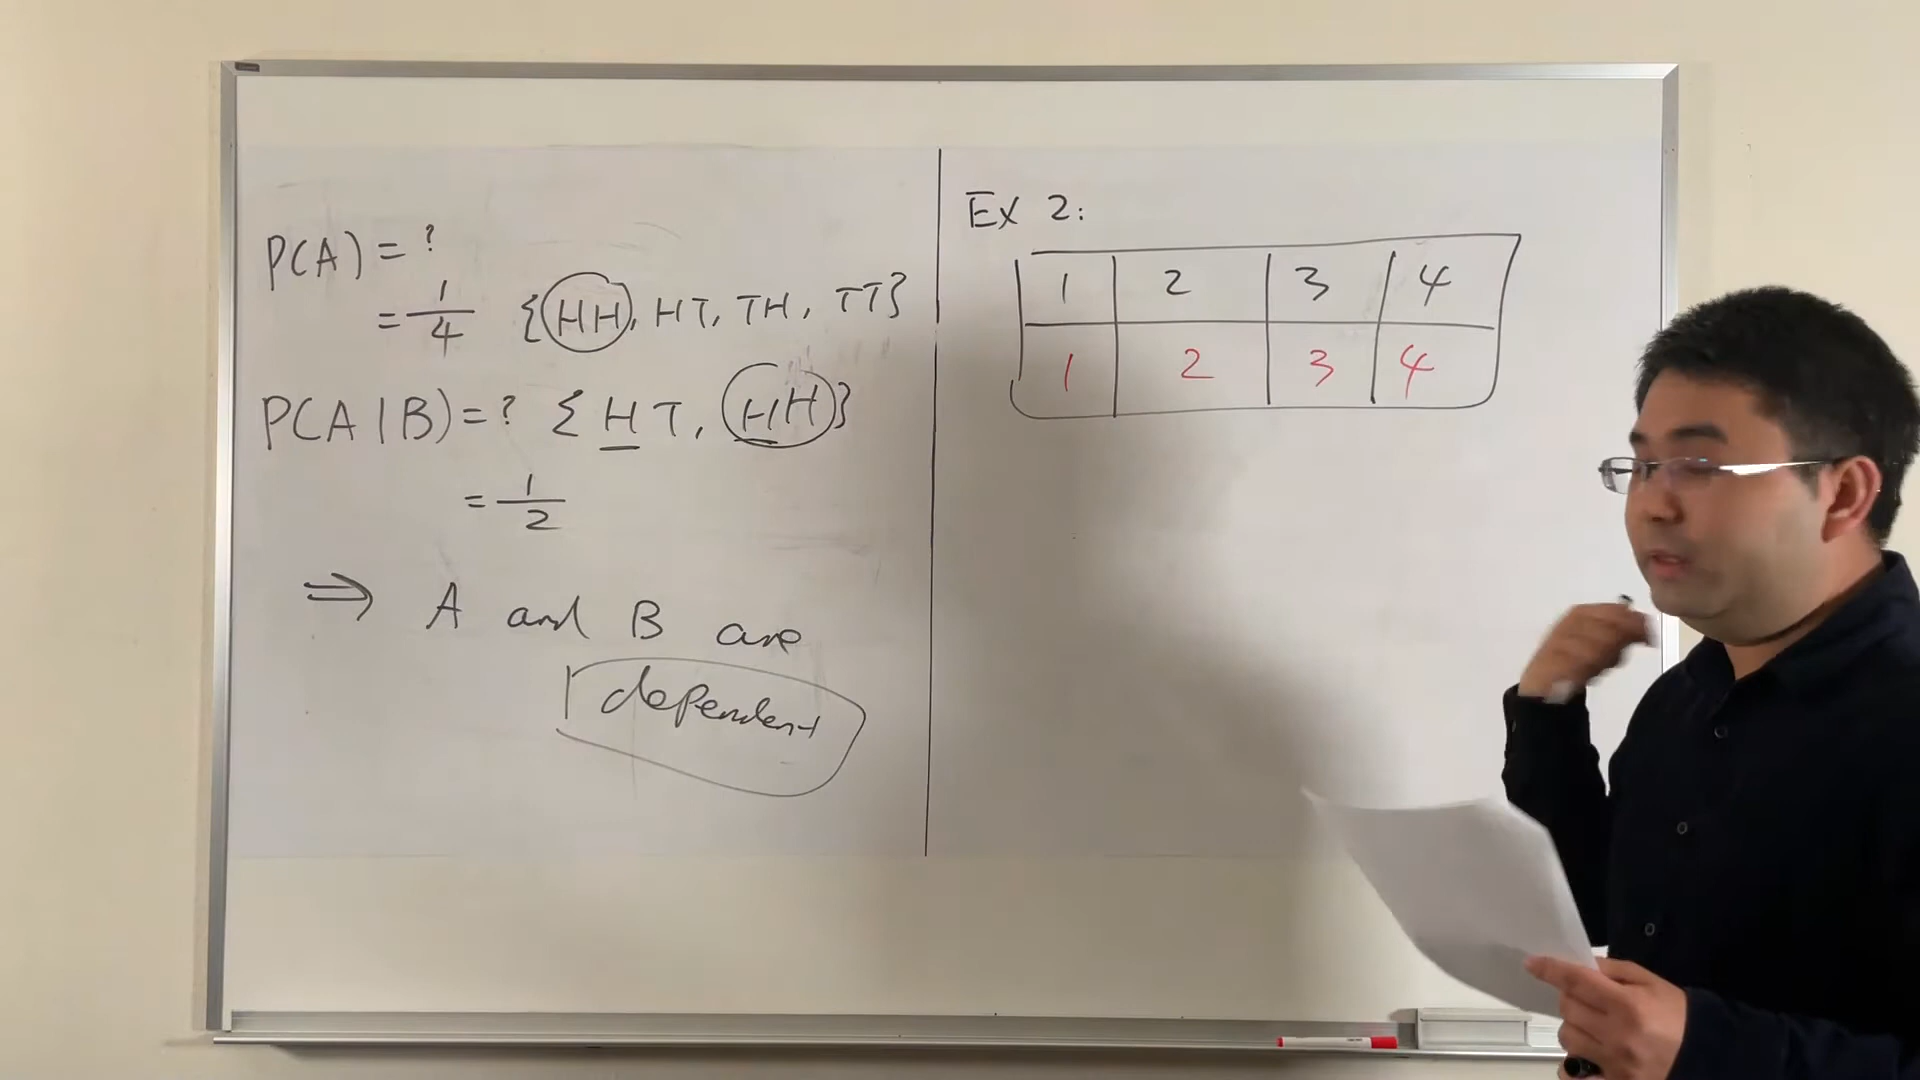 P(A) = ?
= 1/4 {HH, HT, TH, TT}
P(A|B) = ? {HT, HH}
= 1/2
⇒ A and B are
dependent
Ex 2:
1 2 3 4
1 2 3 4